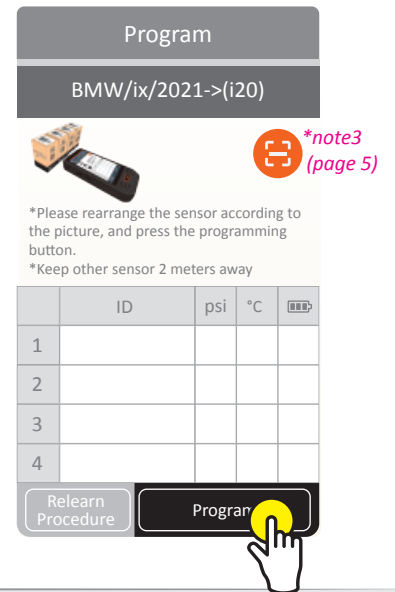 Program
BMW/ix/2021->(i20)
*note3
(page 5)
*Please rearrange the sensor according to
the picture, and press the programming
button.
*Keep other sensor 2 meters away
ID psi °C
1
2
3
4
Relearn
Procedure
Program